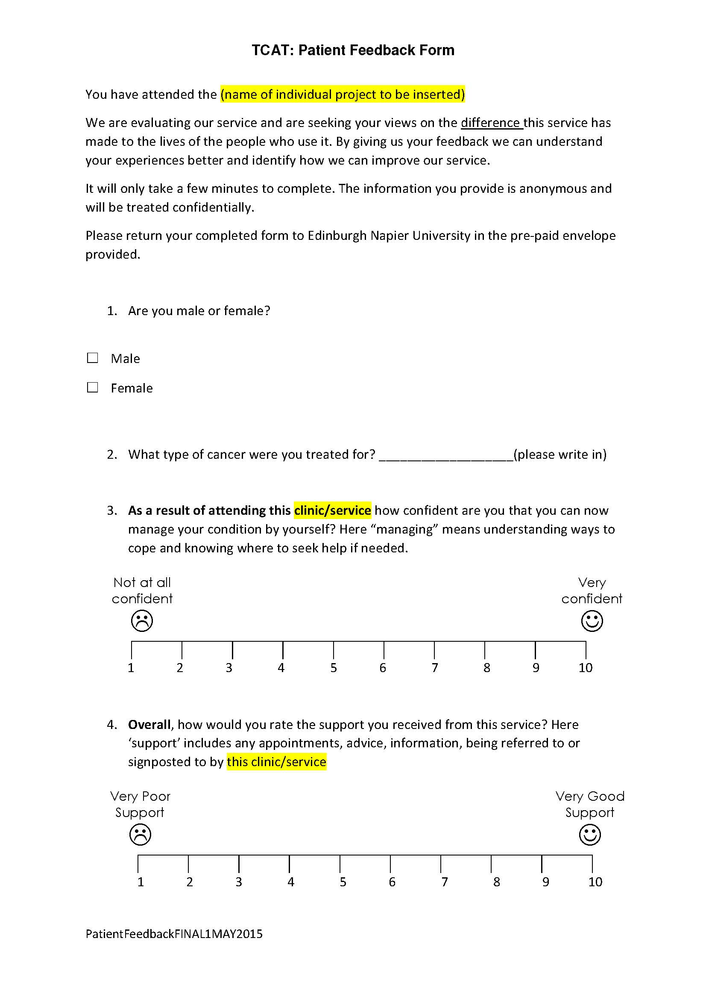 TCAT: Patient Feedback Form
You have attended the (name of individual project to be inserted)
We are evaluating our service and are seeking your views on the difference this service has
made to the lives of the people who use it. By giving us your feedback we can understand
your experiences better and identify how we can improve our service.
It will only take a few minutes to complete. The information you provide is anonymous and
will be treated confidentially.
Please return your completed form to Edinburgh Napier University in the pre-paid envelope
provided.
1. Are you male or female?
☐ Male
☐ Female
2. What type of cancer were you treated for? ___________________(please write in)
3. As a result of attending this clinic/service how confident are you that you can now
manage your condition by yourself? Here “managing” means understanding ways to
cope and knowing where to seek help if needed.
Not at all Very
confident confident
1 2 3 4 5 6 7 8 9 10
4. Overall, how would you rate the support you received from this service? Here
‘support’ includes any appointments, advice, information, being referred to or
signposted to by this clinic/service
Very Poor Very Good
Support Support
1 2 3 4 5 6 7 8 9 10
PatientFeedbackFINAL1MAY2015